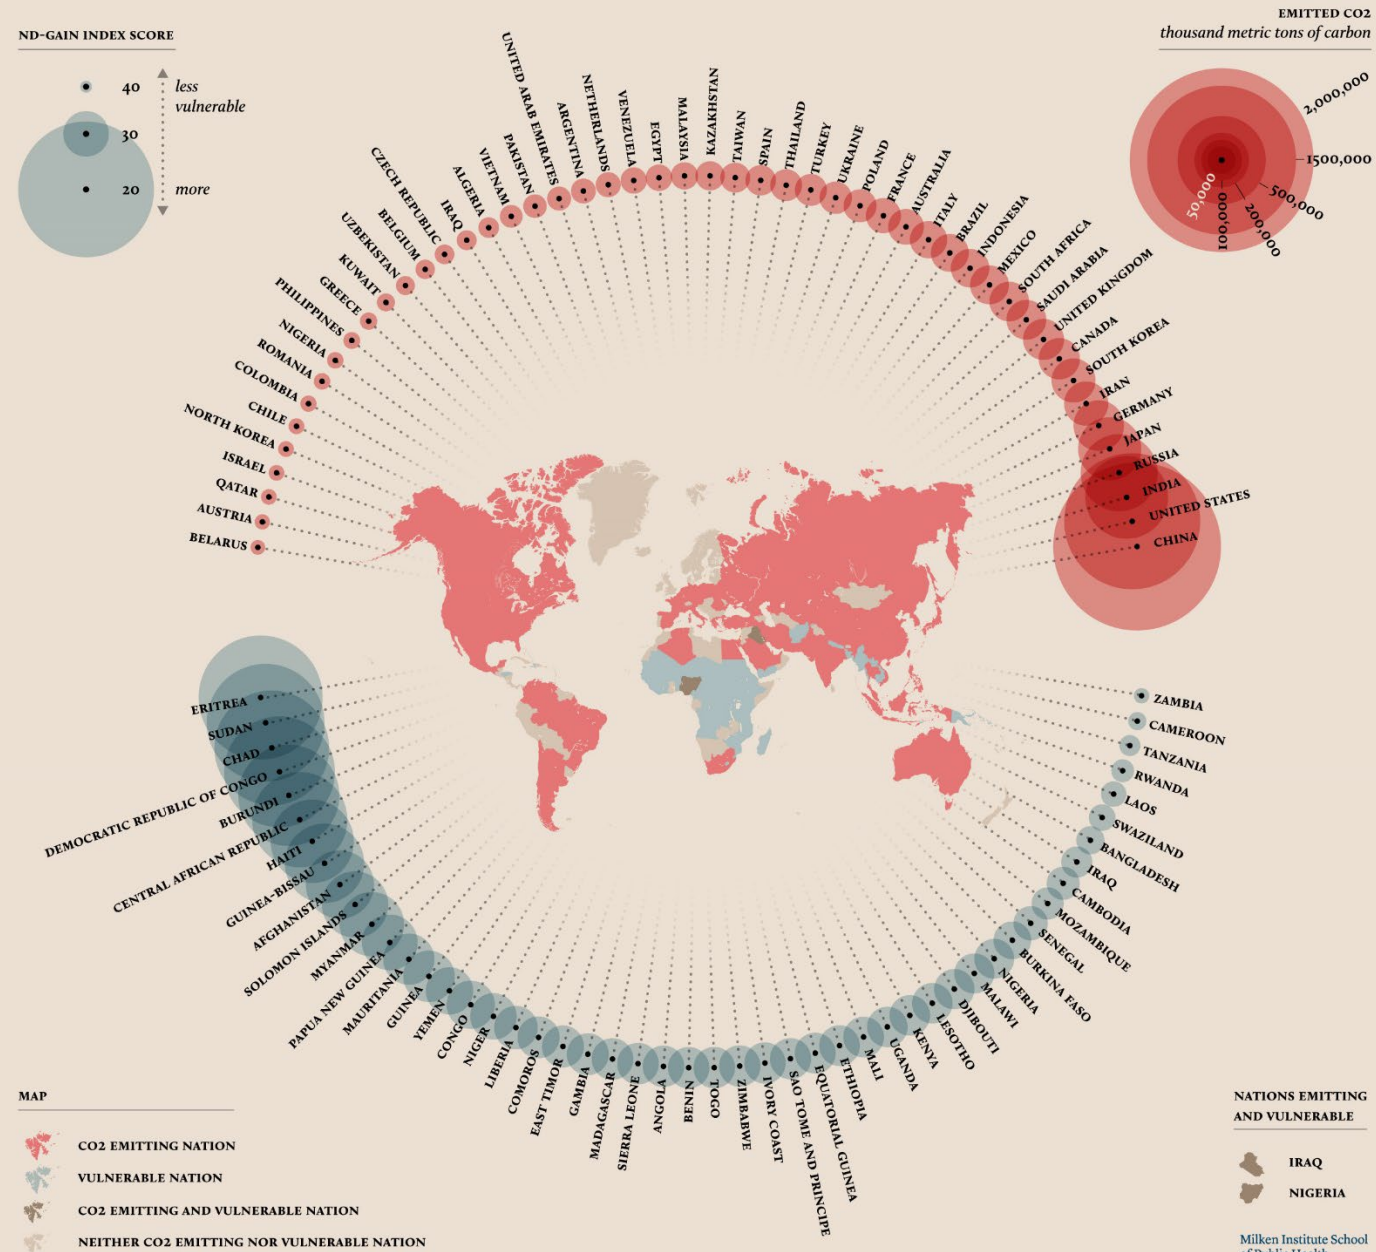 ND-GAIN INDEX SCORE
40
less
vulnerable
30
20
more
EMITTED CO2
thousand metric tons of carbon
2,000,000
1500,000
500,000
200,000
100,000
50,000
BELARUS
AUSTRIA
QATAR
ISRAEL
NORTH KOREA
CHILE
COLOMBIA
ROMANIA
NIGERIA
PHILIPPINES
GREECE
KUWAIT
UZBEKISTAN
BELGIUM
CZECH REPUBLIC
IRAQ
ALGERIA
VIETNAM
PAKISTAN
UNITED ARAB EMIRATES
ARGENTINA
NETHERLANDS
VENEZUELA
EGYPT
MALAYSIA
KAZAKHSTAN
TAIWAN
SPAIN
THAILAND
TURKEY
UKRAINE
POLAND
FRANCE
AUSTRALIA
ITALY
BRAZIL
INDONESIA
MEXICO
SOUTH AFRICA
SAUDI ARABIA
UNITED KINGDOM
CANADA
SOUTH KOREA
IRAN
GERMANY
JAPAN
RUSSIA
INDIA
UNITED STATES
CHINA
ERITREA
SUDAN
CHAD
DEMOCRATIC REPUBLIC OF CONGO
BURUNDI
CENTRAL AFRICAN REPUBLIC
HAITI
GUINEA-BISSAU
AFGHANISTAN
SOLOMON ISLANDS
MYANMAR
PAPUA NEW GUINEA
MAURITANIA
GUINEA
YEMEN
CONGO
NIGER
LIBERIA
COMOROS
EAST TIMOR
GAMBIA
MADAGASCAR
SIERRA LEONE
ANGOLA
BENIN
TOGO
ZIMBABWE
IVORY COAST
SAO TOME AND PRINCIPE
EQUATORIAL GUINEA
ETHIOPIA
MALI
UGANDA
KENYA
LESOTHO
DJIBOUTI
MALAWI
NIGERIA
BURKINA FASO
SENEGAL
MOZAMBIQUE
CAMBODIA
IRAQ
BANGLADESH
SWAZILAND
LAOS
RWANDA
TANZANIA
CAMEROON
ZAMBIA
MAP
CO2 EMITTING NATION
VULNERABLE NATION
CO2 EMITTING AND VULNERABLE NATION
NEITHER CO2 EMITTING NOR VULNERABLE NATION
NATIONS EMITTING
AND VULNERABLE
IRAQ
NIGERIA
Milken Institute School
of Public Health